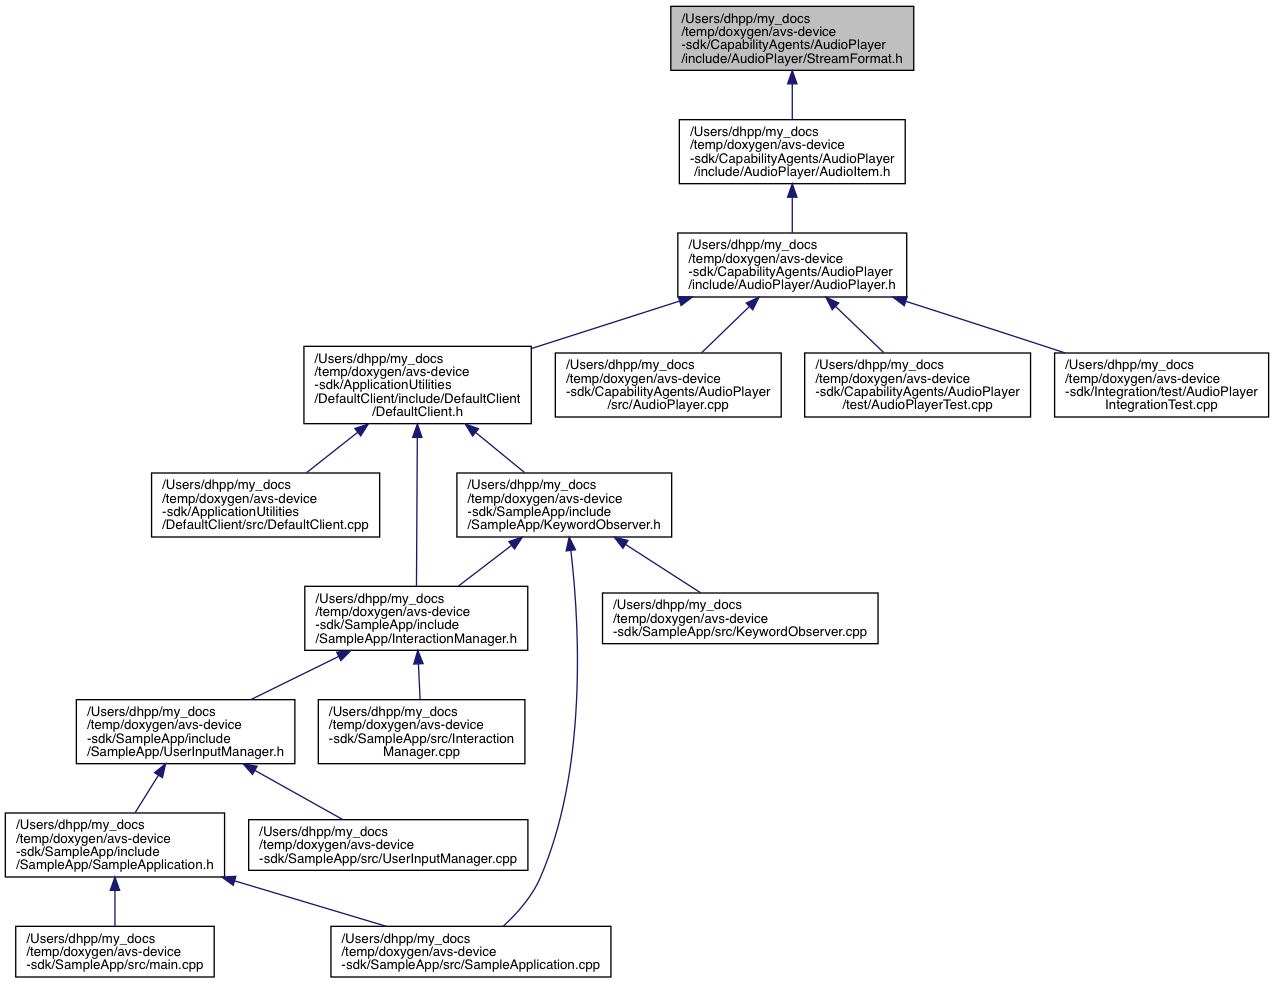 /Users/dhpp/my_docs
/temp/doxygen/avs-device
-sdk/CapabilityAgents/AudioPlayer
/include/AudioPlayer/StreamFormat.h
/Users/dhpp/my_docs
/temp/doxygen/avs-device
-sdk/CapabilityAgents/AudioPlayer
/include/AudioPlayer/AudioItem.h
/Users/dhpp/my_docs
/temp/doxygen/avs-device
-sdk/CapabilityAgents/AudioPlayer
/include/AudioPlayer/AudioPlayer.h
/Users/dhpp/my_docs
/temp/doxygen/avs-device
-sdk/ApplicationUtilities
/DefaultClient/include/DefaultClient
/DefaultClient.h
/Users/dhpp/my_docs
/temp/doxygen/avs-device
-sdk/CapabilityAgents/AudioPlayer
/src/AudioPlayer.cpp
/Users/dhpp/my_docs
/temp/doxygen/avs-device
-sdk/CapabilityAgents/AudioPlayer
/test/AudioPlayerTest.cpp
/Users/dhpp/my_docs
/temp/doxygen/avs-device
-sdk/Integration/test/AudioPlayer
IntegrationTest.cpp
/Users/dhpp/my_docs
/temp/doxygen/avs-device
-sdk/ApplicationUtilities
/DefaultClient/src/DefaultClient.cpp
/Users/dhpp/my_docs
/temp/doxygen/avs-device
-sdk/SampleApp/include
/SampleApp/KeywordObserver.h
/Users/dhpp/my_docs
/temp/doxygen/avs-device
-sdk/SampleApp/include
/SampleApp/InteractionManager.h
/Users/dhpp/my_docs
/temp/doxygen/avs-device
-sdk/SampleApp/src/KeywordObserver.cpp
/Users/dhpp/my_docs
/temp/doxygen/avs-device
-sdk/SampleApp/include
/SampleApp/UserInputManager.h
/Users/dhpp/my_docs
/temp/doxygen/avs-device
-sdk/SampleApp/src/Interaction
Manager.cpp
/Users/dhpp/my_docs
/temp/doxygen/avs-device
-sdk/SampleApp/include
/SampleApp/SampleApplication.h
/Users/dhpp/my_docs
/temp/doxygen/avs-device
-sdk/SampleApp/src/UserInputManager.cpp
/Users/dhpp/my_docs
/temp/doxygen/avs-device
-sdk/SampleApp/src/main.cpp
/Users/dhpp/my_docs
/temp/doxygen/avs-device
-sdk/SampleApp/src/SampleApplication.cpp